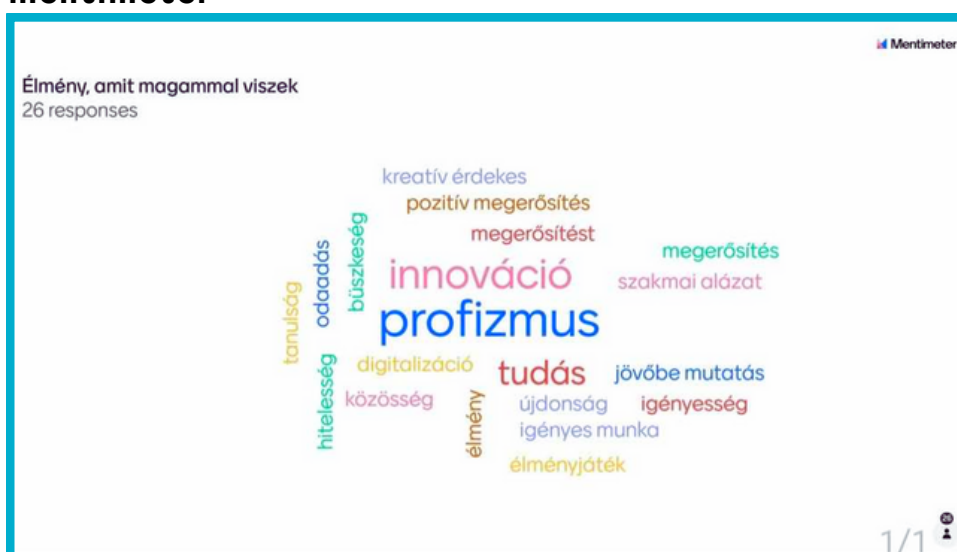 Mentimeter
Élmény, amit magammal viszek
26 responses
kreatív érdekes
pozitív megerősítés
megerősítést
megerősítés
büszkeség
odaadás
innováció
szakmai alázat
tanulság
profizmus
digitalizáció
tudás
jövőbe mutatás
hitelesség
közösség
élmény
újdonság
igényesség
igényes munka
élményjáték
1/1
26